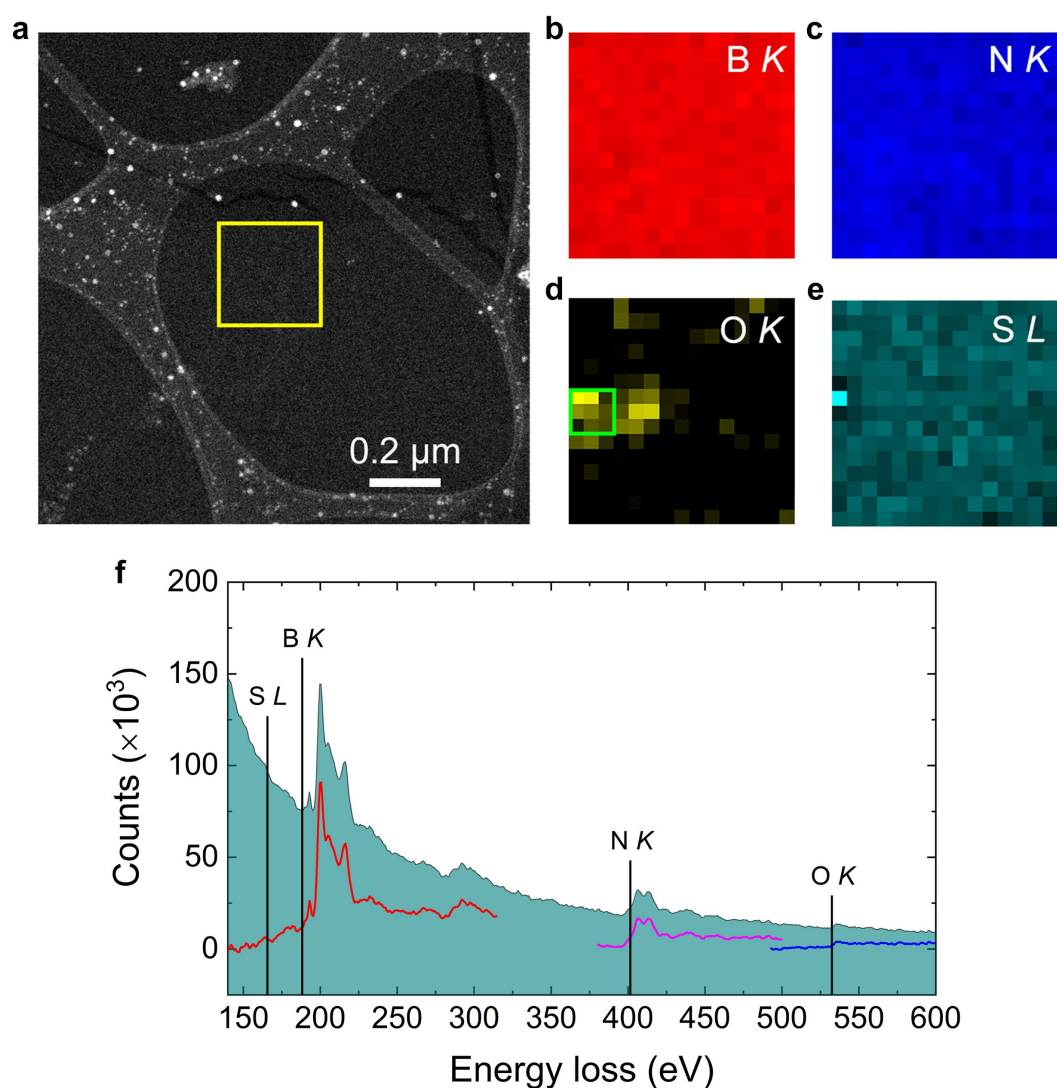 a
0.2 μm
b
B K
c
N K
d
O K
e
S L
f
Counts (×10³)
200
150
100
50
0
S L
B K
N K
O K
150 200 250 300 350 400 450 500 550 600
Energy loss (eV)